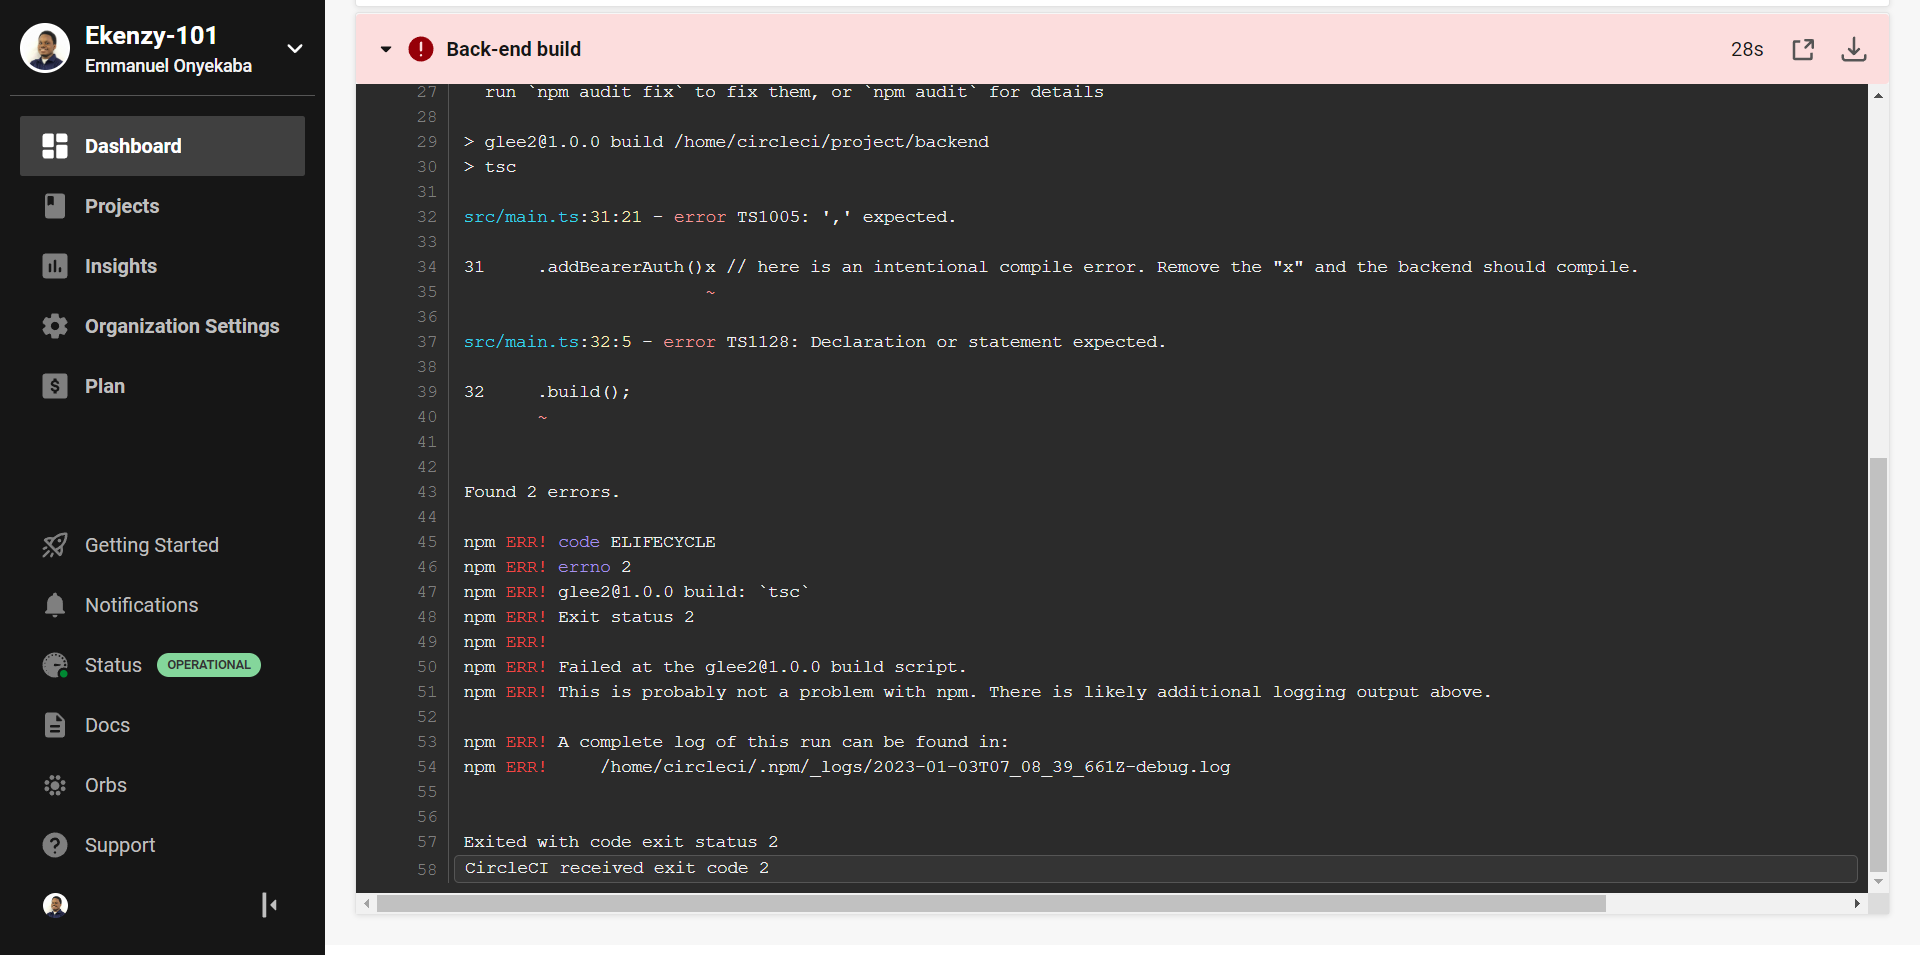 Ekenzy-101
Emmanuel Onyekaba
Dashboard
Projects
Insights
Organization Settings
$ Plan
Getting Started
Notifications
Status OPERATIONAL
Docs
Orbs
? Support
! Back-end build 28s
27 run `npm audit fix` to fix them, or `npm audit` for details
28
29 > glee2@1.0.0 build /home/circleci/project/backend
30 > tsc
31
32 src/main.ts:31:21 - error TS1005: ',' expected.
33
34 31     .addBearerAuth()x // here is an intentional compile error. Remove the "x" and the backend should compile.
35                        ~
36
37 src/main.ts:32:5 - error TS1128: Declaration or statement expected.
38
39 32     .build();
40        ~
41
42
43 Found 2 errors.
44
45 npm ERR! code ELIFECYCLE
46 npm ERR! errno 2
47 npm ERR! glee2@1.0.0 build: `tsc`
48 npm ERR! Exit status 2
49 npm ERR!
50 npm ERR! Failed at the glee2@1.0.0 build script.
51 npm ERR! This is probably not a problem with npm. There is likely additional logging output above.
52
53 npm ERR! A complete log of this run can be found in:
54 npm ERR!     /home/circleci/.npm/_logs/2023-01-03T07_08_39_661Z-debug.log
55
56
57 Exited with code exit status 2
58 CircleCI received exit code 2